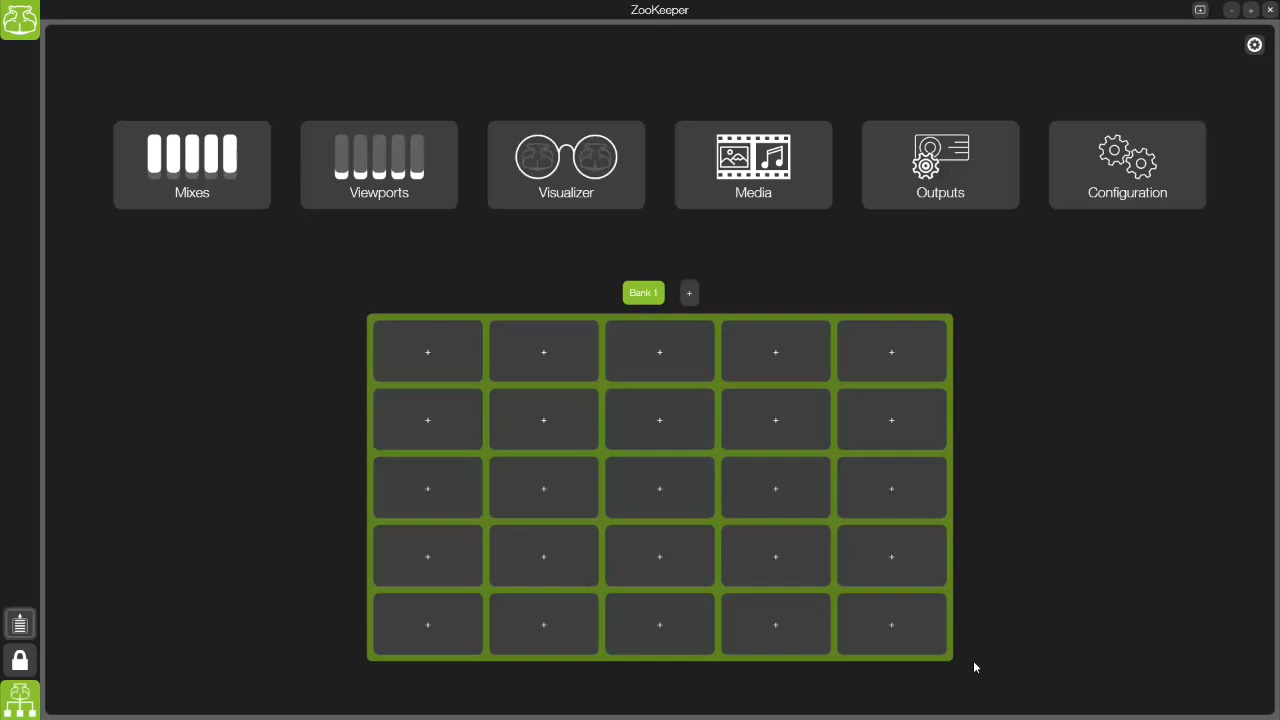 ZooKeeper
Mixes
Viewports
Visualizer
Media
Outputs
Configuration
Bank 1
+
+ + + + +
+ + + + +
+ + + + +
+ + + + +
+ + + + +